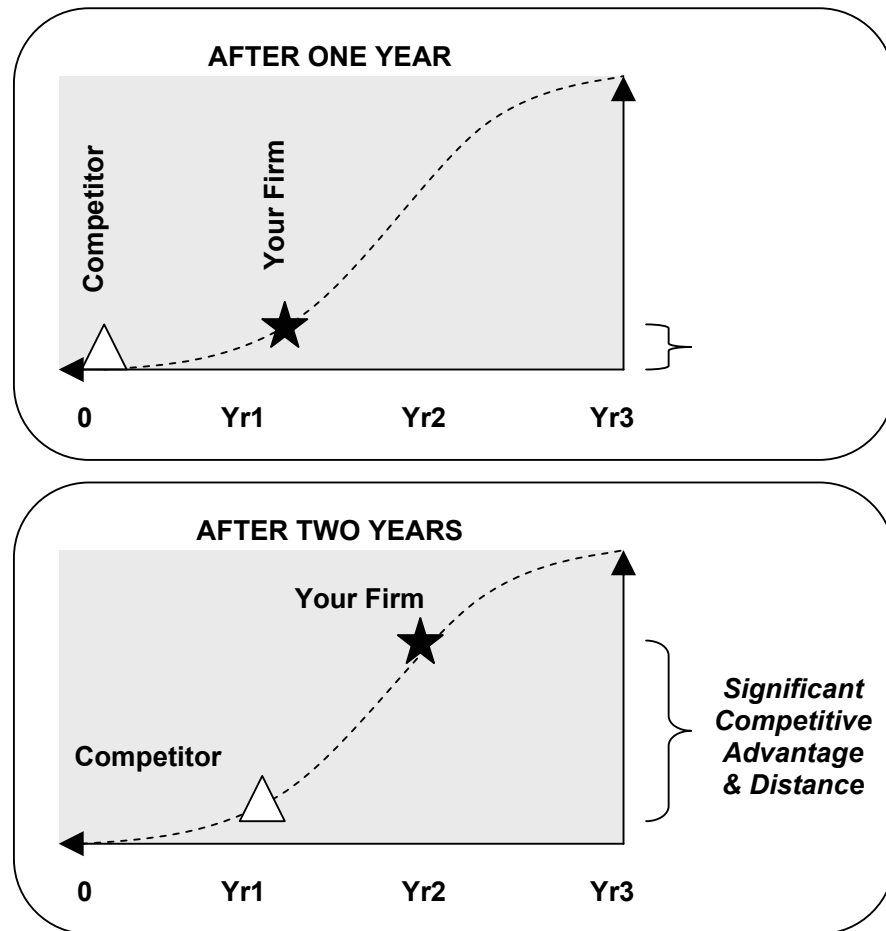 AFTER ONE YEAR
Competitor
Your Firm
0 Yr1 Yr2 Yr3
AFTER TWO YEARS
Your Firm
Competitor
Significant
Competitive
Advantage
& Distance
0 Yr1 Yr2 Yr3